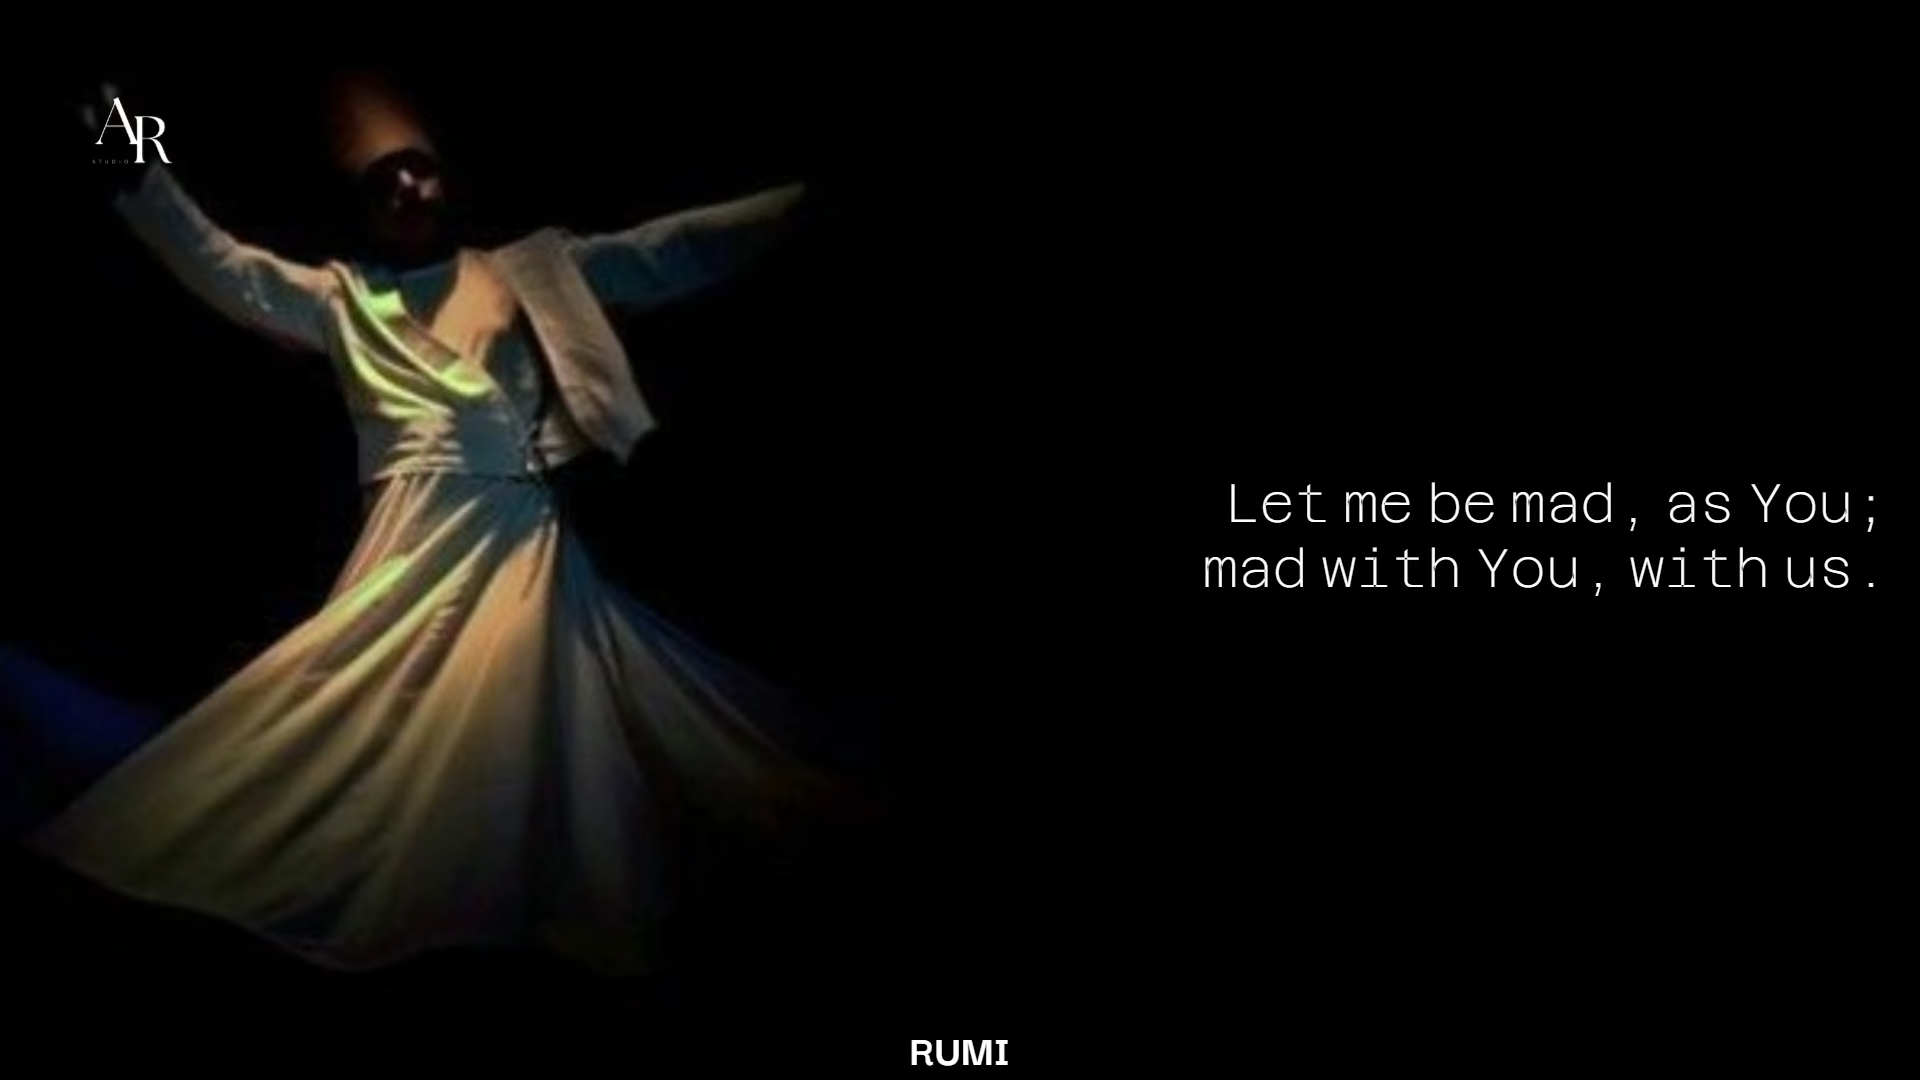 AR
STUDIO
Let me be mad, as You;
mad with You, with us.
RUMI